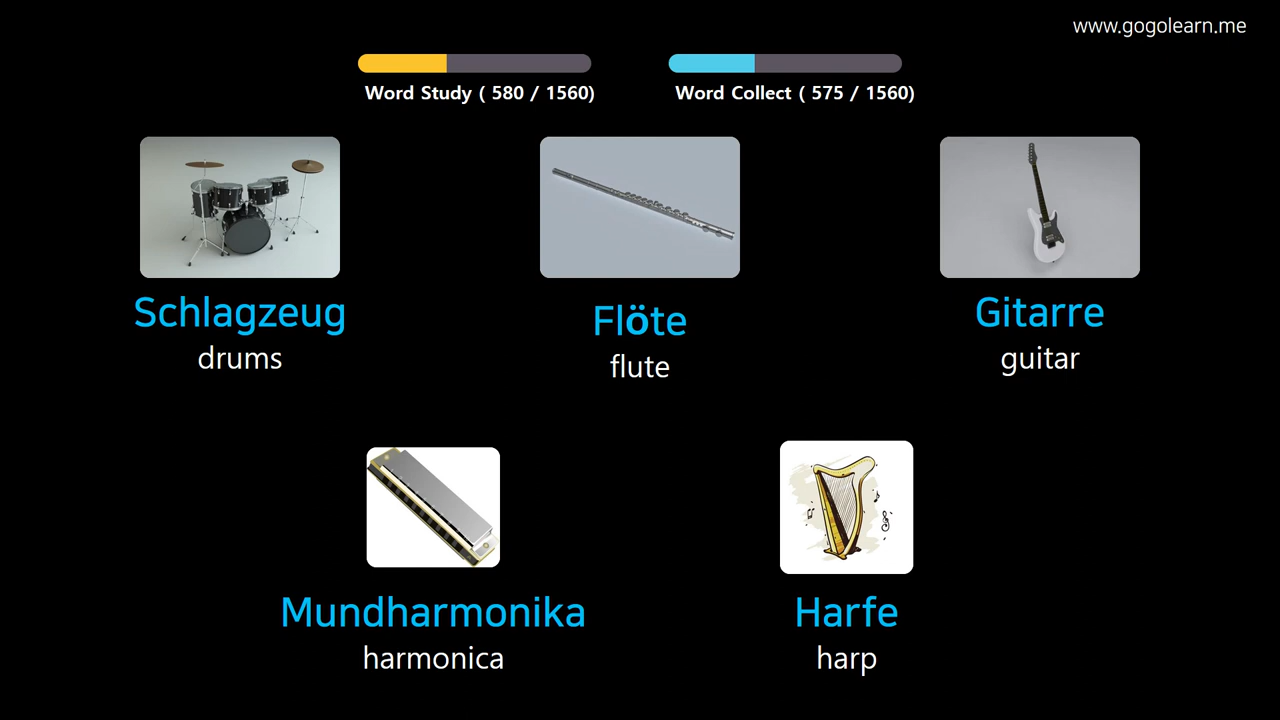 www.gogolearn.me
Word Study ( 580 / 1560)
Word Collect ( 575 / 1560)
Schlagzeug
drums
Flöte
flute
Gitarre
guitar
Mundharmonika
harmonica
Harfe
harp